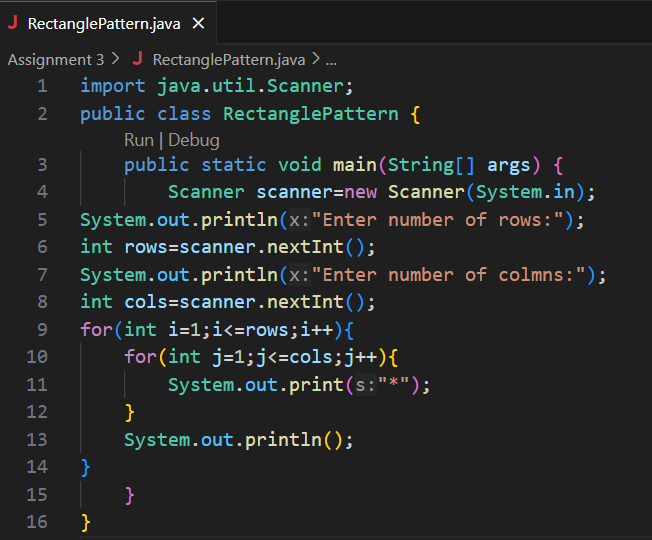 J RectanglePattern.java ×
Assignment 3 > J RectanglePattern.java > ...
1 import java.util.Scanner;
2 public class RectanglePattern {
Run | Debug
3 public static void main(String[] args) {
4 Scanner scanner=new Scanner(System.in);
5 System.out.println(x:"Enter number of rows:");
6 int rows=scanner.nextInt();
7 System.out.println(x:"Enter number of colmns:");
8 int cols=scanner.nextInt();
9 for(int i=1;i<=rows;i++){
10 for(int j=1;j<=cols;j++){
11 System.out.print(s:"*");
12 }
13 System.out.println();
14 }
15 }
16 }